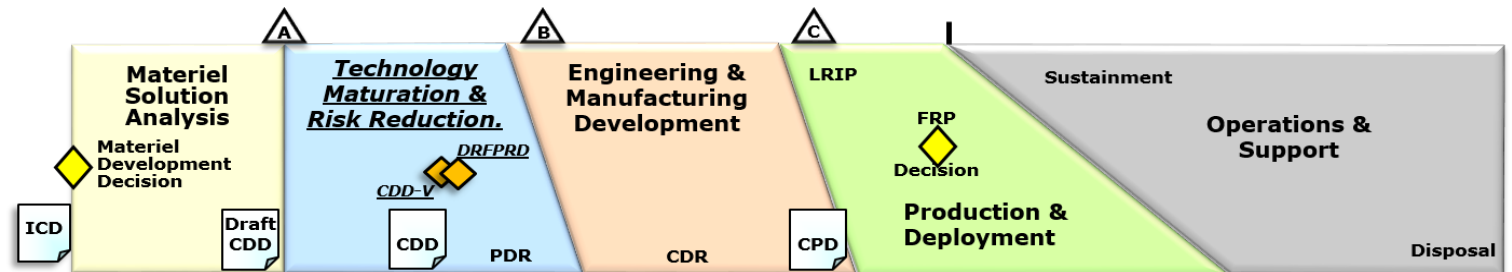 A
B
C
Materiel
Solution
Analysis
Materiel
Development
Decision
ICD
Draft
CDD
Technology
Maturation &
Risk Reduction.
DRFPRD
CDD-V
CDD
PDR
Engineering &
Manufacturing
Development
CDR
LRIP
FRP
Decision
CPD
Production &
Deployment
I
Sustainment
Operations &
Support
Disposal